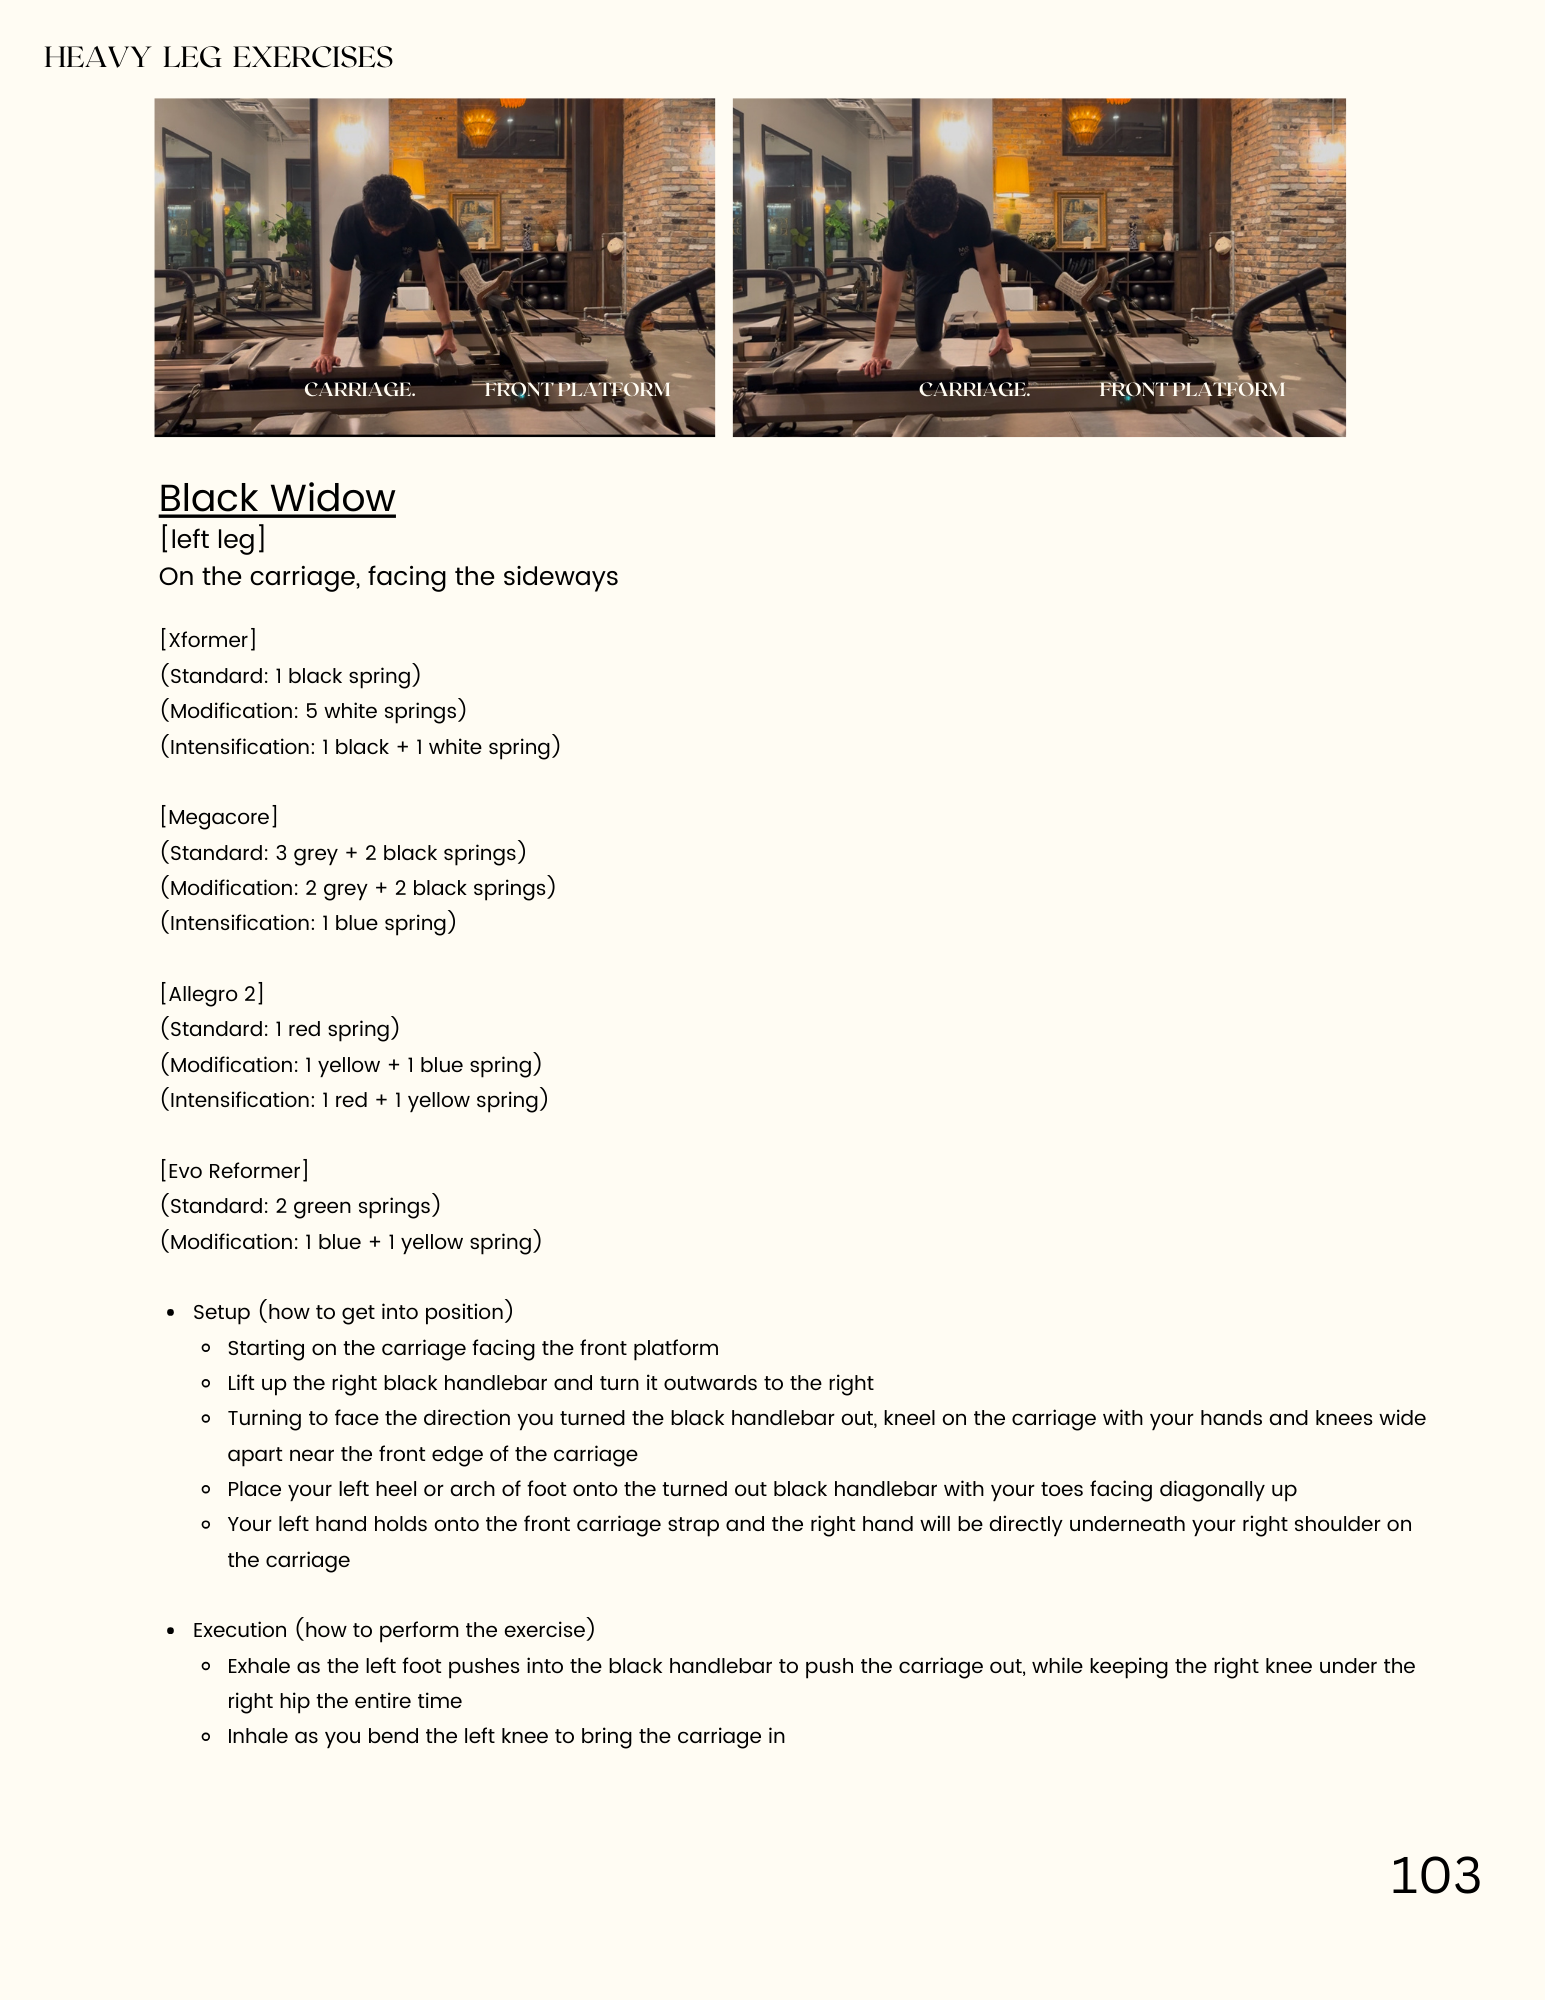 HEAVY LEG EXERCISES
CARRIAGE. FRONT PLATFORM
CARRIAGE. FRONT PLATFORM
Black Widow
[left leg]
On the carriage, facing the sideways
[Xformer]
(Standard: 1 black spring)
(Modification: 5 white springs)
(Intensification: 1 black + 1 white spring)
[Megacore]
(Standard: 3 grey + 2 black springs)
(Modification: 2 grey + 2 black springs)
(Intensification: 1 blue spring)
[Allegro 2]
(Standard: 1 red spring)
(Modification: 1 yellow + 1 blue spring)
(Intensification: 1 red + 1 yellow spring)
[Evo Reformer]
(Standard: 2 green springs)
(Modification: 1 blue + 1 yellow spring)
• Setup (how to get into position)
◦ Starting on the carriage facing the front platform
◦ Lift up the right black handlebar and turn it outwards to the right
◦ Turning to face the direction you turned the black handlebar out, kneel on the carriage with your hands and knees wide
apart near the front edge of the carriage
◦ Place your left heel or arch of foot onto the turned out black handlebar with your toes facing diagonally up
◦ Your left hand holds onto the front carriage strap and the right hand will be directly underneath your right shoulder on
the carriage
• Execution (how to perform the exercise)
◦ Exhale as the left foot pushes into the black handlebar to push the carriage out, while keeping the right knee under the
right hip the entire time
◦ Inhale as you bend the left knee to bring the carriage in
103